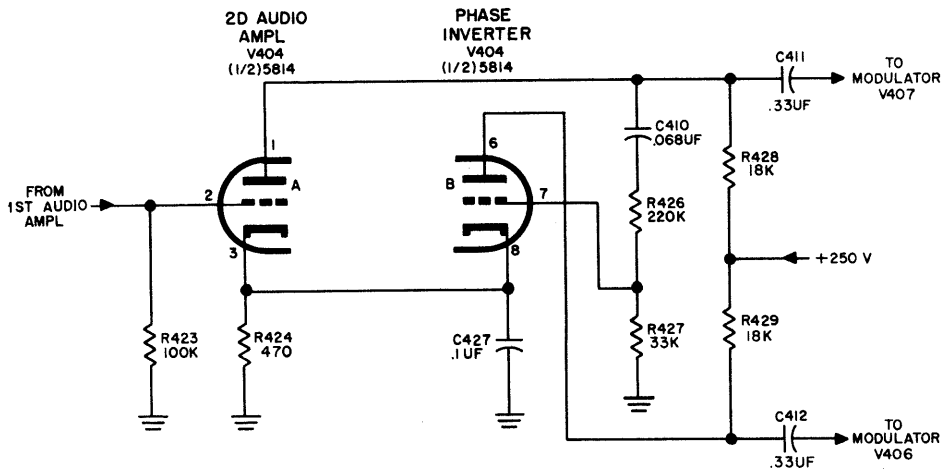 2D AUDIO
AMPL
V404
(1/2)5814
PHASE
INVERTER
V404
(1/2)5814
C411
.33UF
TO
MODULATOR
V407
1
6
C410
.068UF
R428
18K
A
B
2
7
FROM
1ST AUDIO
AMPL
R426
220K
3
8
+250 V
R423
100K
R424
470
C427
.1UF
R427
33K
R429
18K
C412
.33UF
TO
MODULATOR
V406